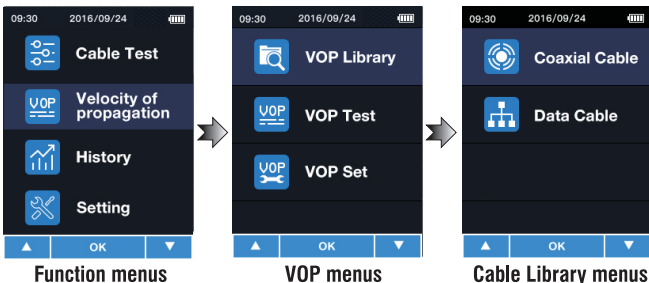 09:30 2016/09/24
Cable Test
VOP
Velocity of
propagation
History
Setting
▲ OK ▼
Function menus
09:30 2016/09/24
VOP Library
VOP
VOP Test
VOP
VOP Set
▲ OK ▼
VOP menus
09:30 2016/09/24
Coaxial Cable
Data Cable
▲ OK ▼
Cable Library menus